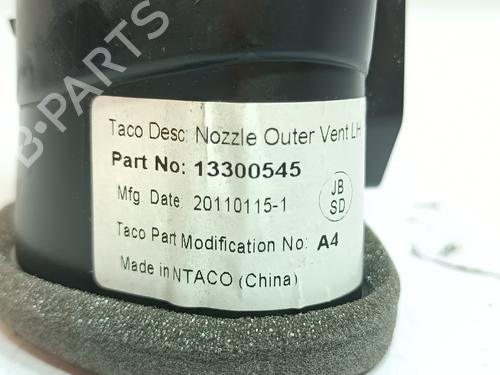 B-PARTS
Taco Desc: Nozzle Outer Vent LH
Part No: 13300545
Mfg Date: 20110115-1
JB
SD
Taco Part Modification No: A4
Made in NTACO (China)